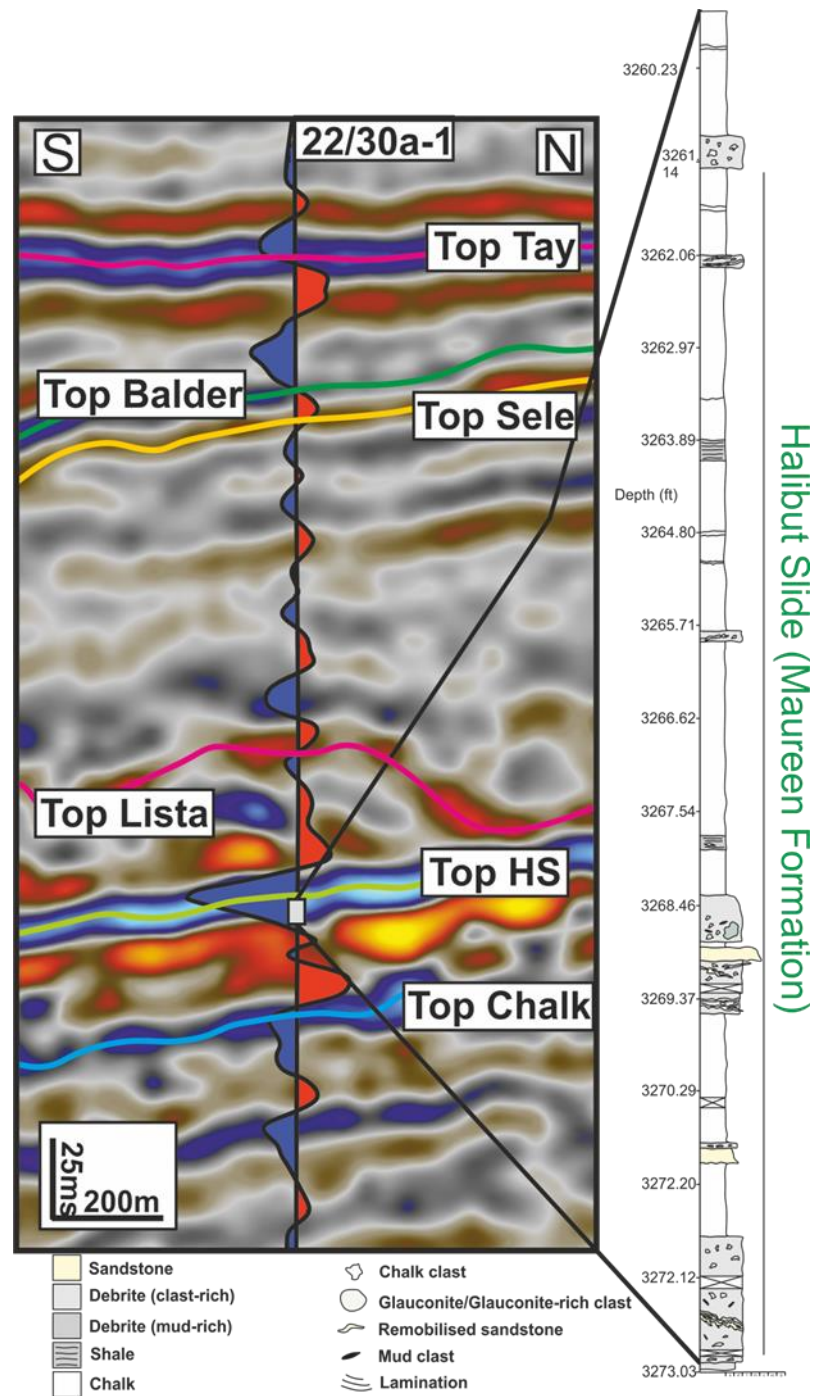 S
22/30a-1
N
Top Tay
Top Balder
Top Sele
Top Lista
Top HS
Top Chalk
25ms
200m
3260.23
3261
14
3262.06
3262.97
3263.89
Depth (ft)
3264.80
3265.71
3266.62
3267.54
3268.46
3269.37
3270.29
3272.20
3272.12
3273.03
Halibut Slide (Maureen Formation)
Sandstone
Debrite (clast-rich)
Debrite (mud-rich)
Shale
Chalk
Chalk clast
Glauconite/Glauconite-rich clast
Remobilised sandstone
Mud clast
Lamination